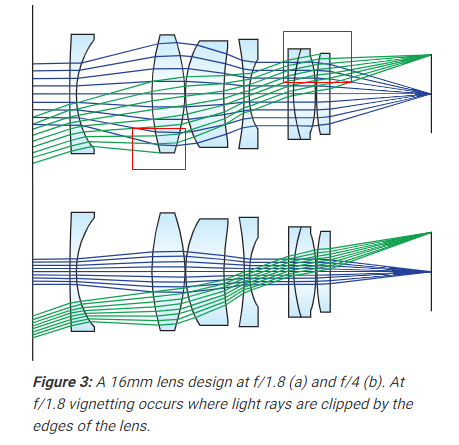 Figure 3: A 16mm lens design at f/1.8 (a) and f/4 (b). At
f/1.8 vignetting occurs where light rays are clipped by the
edges of the lens.